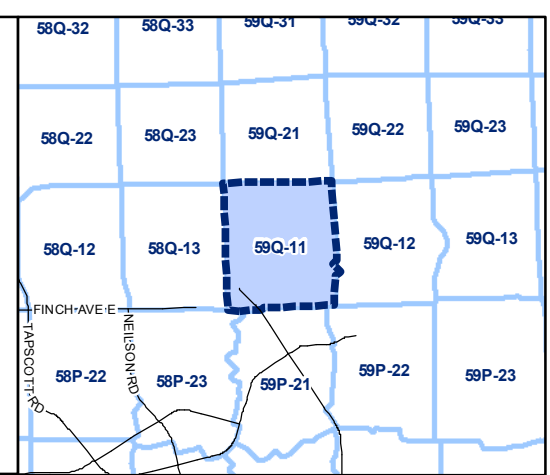 58Q-32 58Q-33 59Q-31 59Q-32 59Q-33
58Q-22 58Q-23 59Q-21 59Q-22 59Q-23
58Q-12 58Q-13 59Q-11 59Q-12 59Q-13
FINCH AVE E
TAPSCOTT RD
NEILSON RD
58P-22 58P-23 59P-21 59P-22 59P-23